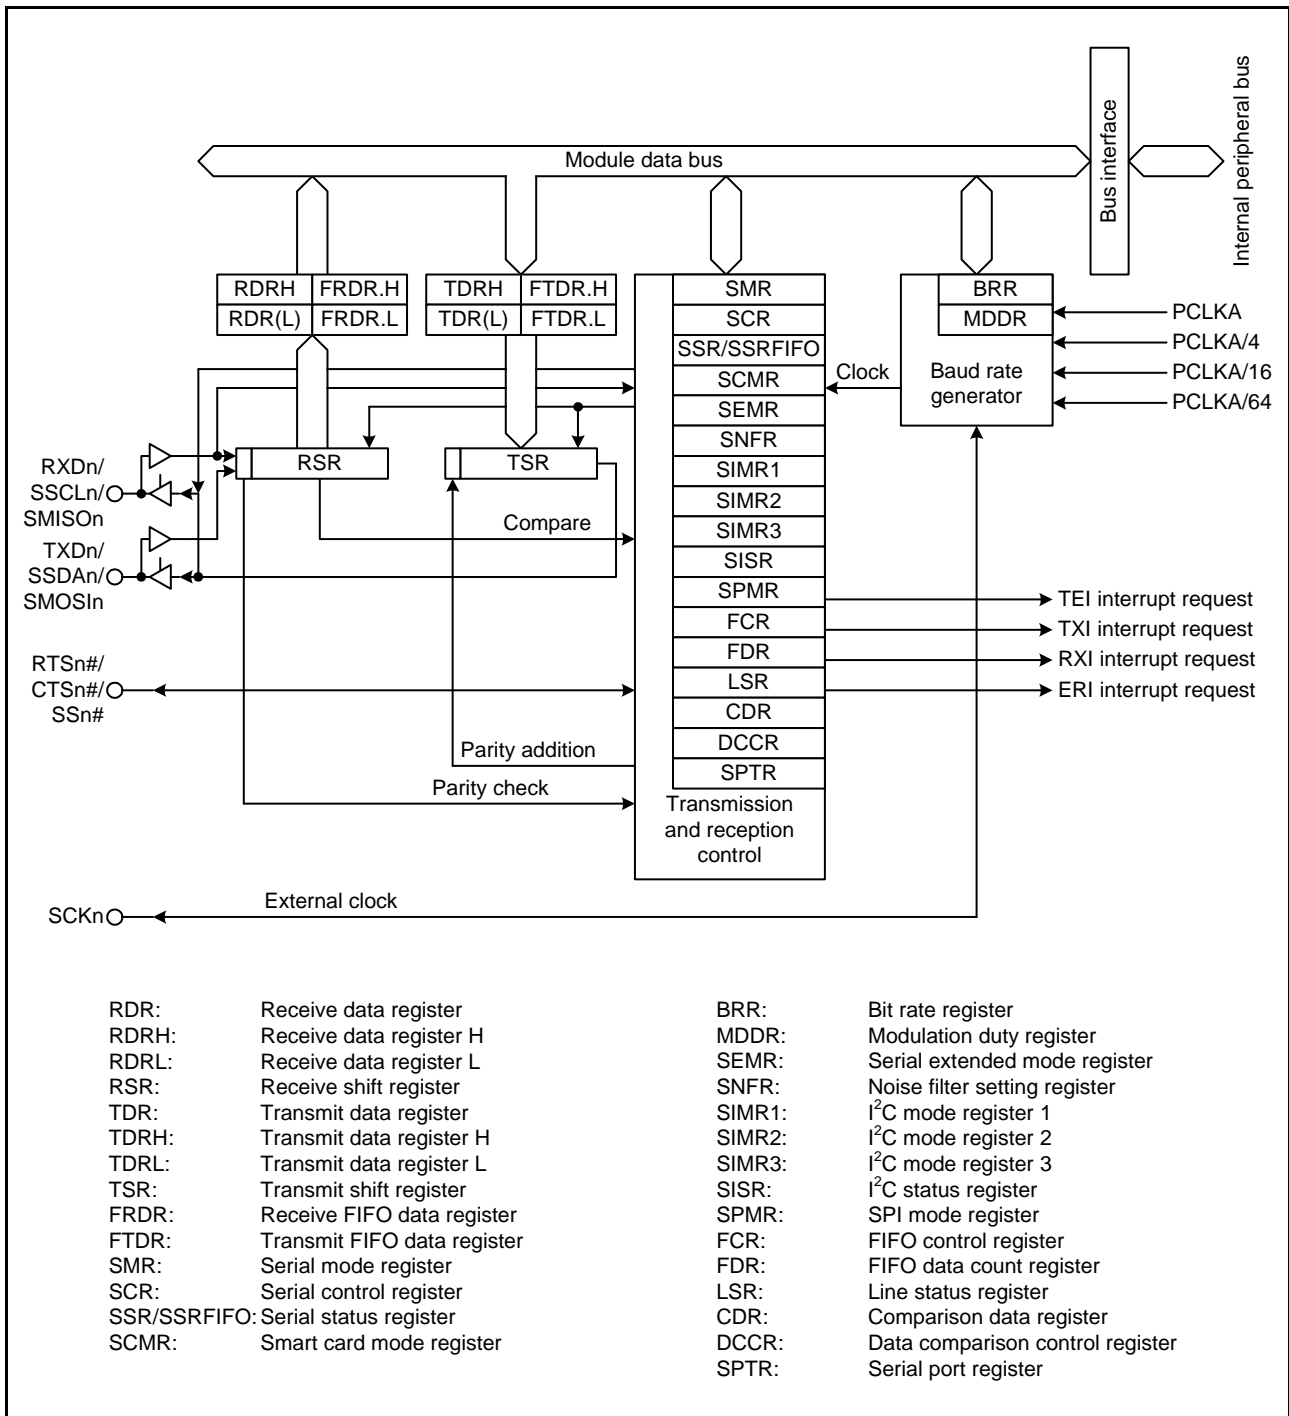 Module data bus
Bus interface
Internal peripheral bus
RDRH FRDR.H
RDR(L) FRDR.L
TDRH FTDR.H
TDR(L) FTDR.L
SMR
SCR
SSR/SSRFIFO
SCMR
SEMR
SNFR
SIMR1
SIMR2
SIMR3
SISR
SPMR
FCR
FDR
LSR
CDR
DCCR
SPTR
Transmission
and reception
control
BRR
MDDR
Baud rate
generator
Clock
PCLKA
PCLKA/4
PCLKA/16
PCLKA/64
RSR
TSR
RXDn/
SSCLn/
SMISOn
TXDn/
SSDAn/
SMOSIn
Compare
RTSn#/
CTSn#/
SSn#
Parity addition
Parity check
TEI interrupt request
TXI interrupt request
RXI interrupt request
ERI interrupt request
SCKn
External clock
RDR: Receive data register
RDRH: Receive data register H
RDRL: Receive data register L
RSR: Receive shift register
TDR: Transmit data register
TDRH: Transmit data register H
TDRL: Transmit data register L
TSR: Transmit shift register
FRDR: Receive FIFO data register
FTDR: Transmit FIFO data register
SMR: Serial mode register
SCR: Serial control register
SSR/SSRFIFO: Serial status register
SCMR: Smart card mode register
BRR: Bit rate register
MDDR: Modulation duty register
SEMR: Serial extended mode register
SNFR: Noise filter setting register
SIMR1: I²C mode register 1
SIMR2: I²C mode register 2
SIMR3: I²C mode register 3
SISR: I²C status register
SPMR: SPI mode register
FCR: FIFO control register
FDR: FIFO data count register
LSR: Line status register
CDR: Comparison data register
DCCR: Data comparison control register
SPTR: Serial port register